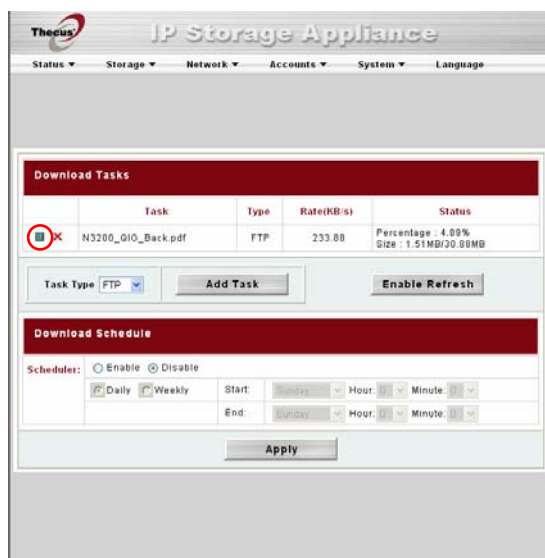 Thecus
IP Storage Appliance
Status Storage Network Accounts System Language
Download Tasks
Task Type Rate(KB/s) Status
N3200_QIG_Back.pdf FTP 233.88 Percentage : 4.89%
Size : 1.51MB/30.88MB
Task Type FTP Add Task Enable Refresh
Download Schedule
Scheduler: Enable Disable
Daily Weekly Start: Sunday Hour: 0 Minute: 0
End: Sunday Hour: 0 Minute: 0
Apply